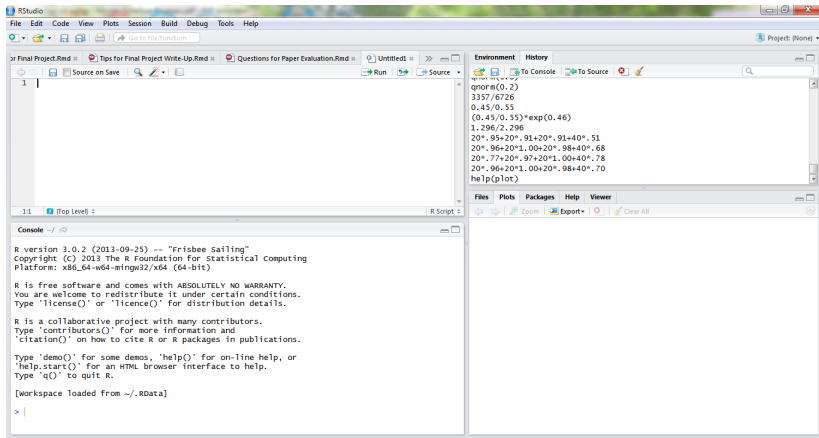 RStudio
File Edit Code View Plots Session Build Debug Tools Help
Go to file/function
Project: (None)
or Final Project.Rmd Tips for Final Project Write-Up.Rmd Questions for Paper Evaluation.Rmd Untitled1
Source on Save Run Source
1
1:1 (Top Level) R Script
Console ~/
R version 3.0.2 (2013-09-25) -- "Frisbee Sailing"
Copyright (C) 2013 The R Foundation for Statistical Computing
Platform: x86_64-w64-mingw32/x64 (64-bit)
R is free software and comes with ABSOLUTELY NO WARRANTY.
You are welcome to redistribute it under certain conditions.
Type 'license()' or 'licence()' for distribution details.
R is a collaborative project with many contributors.
Type 'contributors()' for more information and
'citation()' on how to cite R or R packages in publications.
Type 'demo()' for some demos, 'help()' for on-line help, or
'help.start()' for an HTML browser interface to help.
Type 'q()' to quit R.
[Workspace loaded from ~/.RData]
>
Environment History
To Console To Source
qnorm(0.2)
3357/6726
0.45/0.55
(0.45/0.55)*exp(0.46)
1.296/2.296
20*.95+20*.91+20*.91+40*.51
20*.96+20*1.00+20*.98+40*.68
20*.77+20*.97+20*1.00+40*.78
20*.96+20*1.00+20*.98+40*.70
help(plot)
Files Plots Packages Help Viewer
Zoom Export Clear All